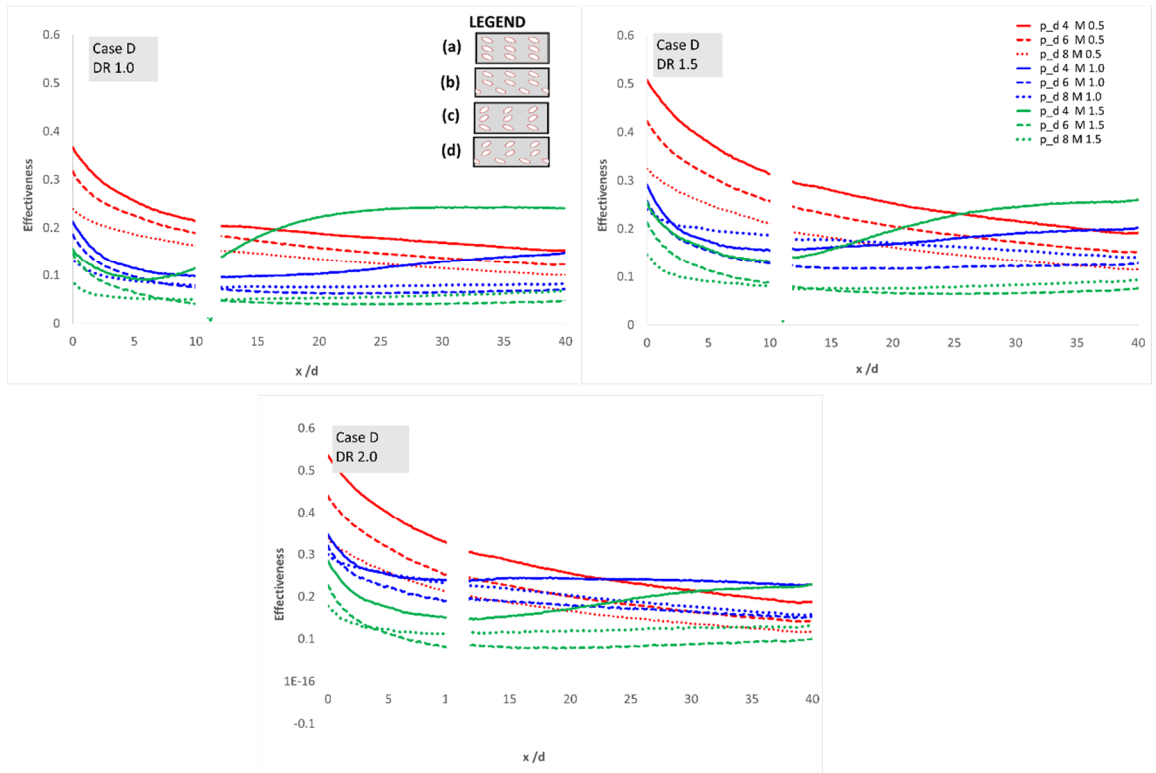 LEGEND
(a)
(b)
(c)
(d)
Case D
DR 1.0
Effectiveness
0.6
0.5
0.4
0.3
0.2
0.1
0
0 5 10 15 20 25 30 35 40
x /d
Case D
DR 1.5
p_d 4 M 0.5
p_d 6 M 0.5
p_d 8 M 0.5
p_d 4 M 1.0
p_d 6 M 1.0
p_d 8 M 1.0
p_d 4 M 1.5
p_d 6 M 1.5
p_d 8 M 1.5
Effectiveness
0.6
0.5
0.4
0.3
0.2
0.1
0
0 5 10 15 20 25 30 35 40
x /d
Case D
DR 2.0
Effectiveness
0.6
0.5
0.4
0.3
0.2
0.1
1E-16
-0.1
0 5 1 15 20 25 30 35 40
x /d